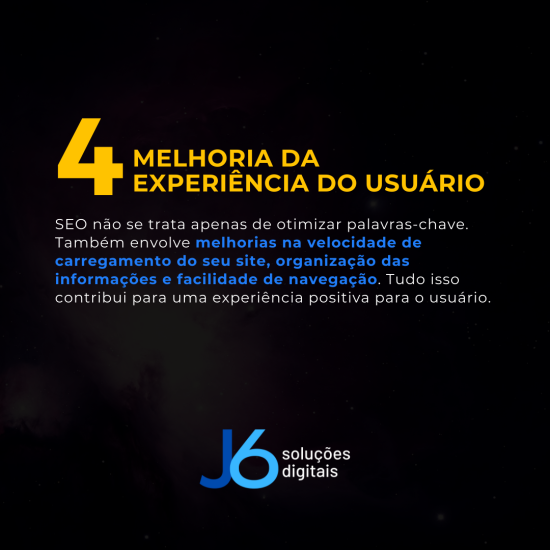 4
MELHORIA DA
EXPERIÊNCIA DO USUÁRIO
SEO não se trata apenas de otimizar palavras-chave.
Também envolve melhorias na velocidade de
carregamento do seu site, organização das
informações e facilidade de navegação. Tudo isso
contribui para uma experiência positiva para o usuário.
J6
soluções
digitais